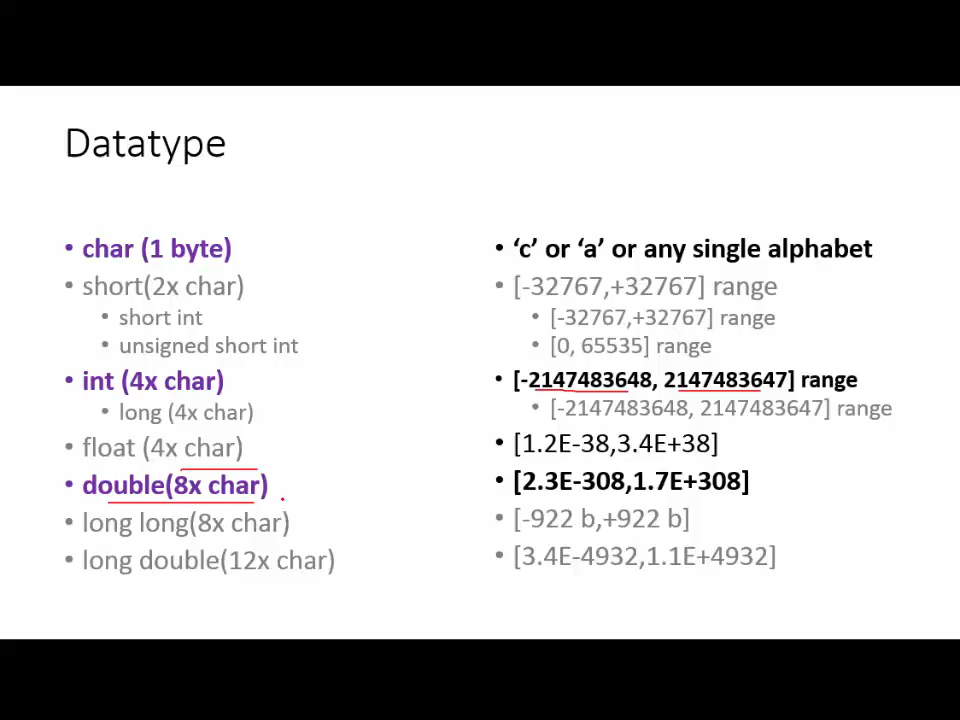 Datatype
• char (1 byte)
• short(2x char)
• short int
• unsigned short int
• int (4x char)
• long (4x char)
• float (4x char)
• double(8x char)
• long long(8x char)
• long double(12x char)
• ‘c’ or ‘a’ or any single alphabet
• [-32767,+32767] range
• [-32767,+32767] range
• [0, 65535] range
• [-2147483648, 2147483647] range
• [-2147483648, 2147483647] range
• [1.2E-38,3.4E+38]
• [2.3E-308,1.7E+308]
• [-922 b,+922 b]
• [3.4E-4932,1.1E+4932]